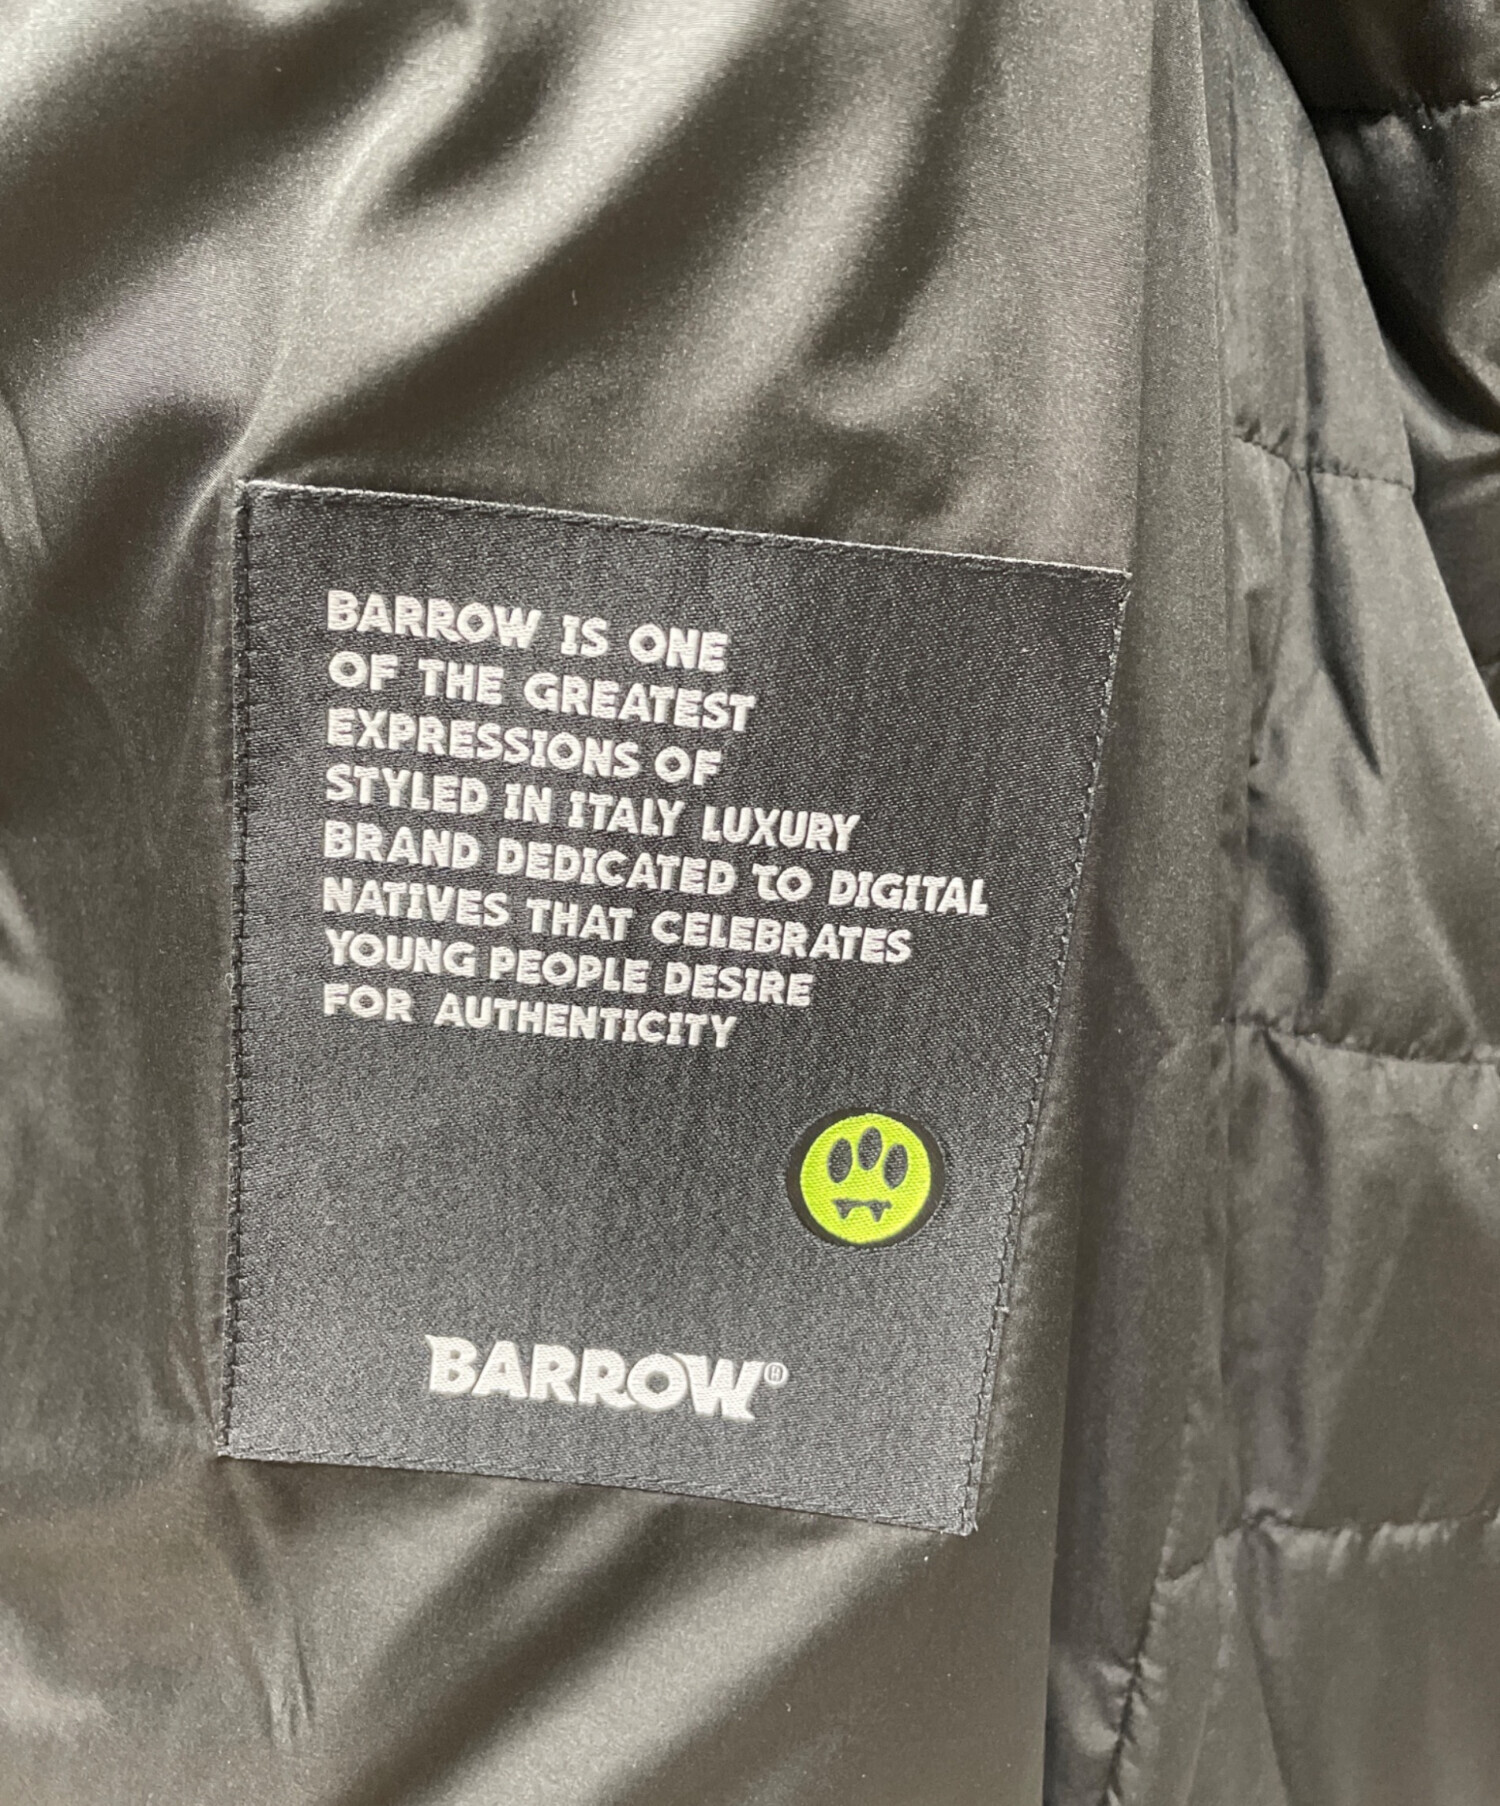 BARROW IS ONE
OF THE GREATEST
EXPRESSIONS OF
STYLED IN ITALY LUXURY
BRAND DEDICATED TO DIGITAL
NATIVES THAT CELEBRATES
YOUNG PEOPLE DESIRE
FOR AUTHENTICITY
BARROW®